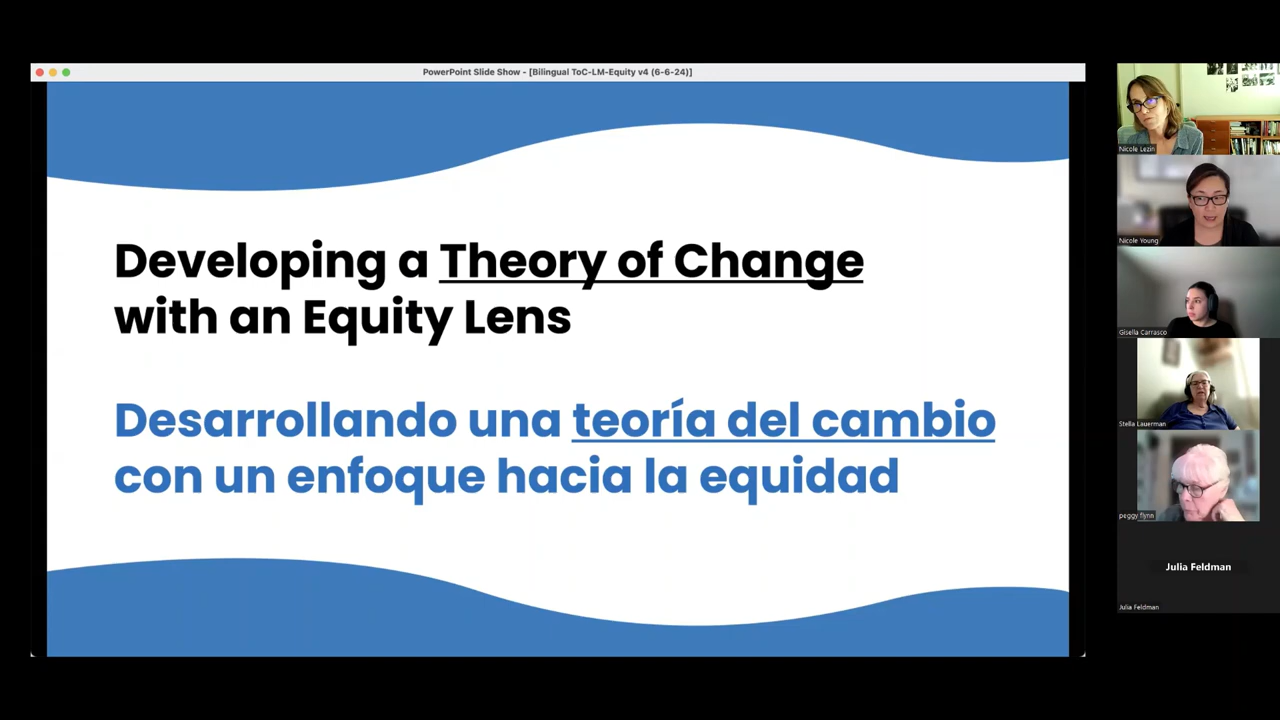 PowerPoint Slide Show - [Bilingual ToC-LM-Equity v4 (6-6-24)]
Developing a Theory of Change
with an Equity Lens
Desarrollando una teoría del cambio
con un enfoque hacia la equidad
Nicole Lezin
Nicole Young
Gisella Carrasco
Stella Lauerman
peggy flynn
Julia Feldman
Julia Feldman